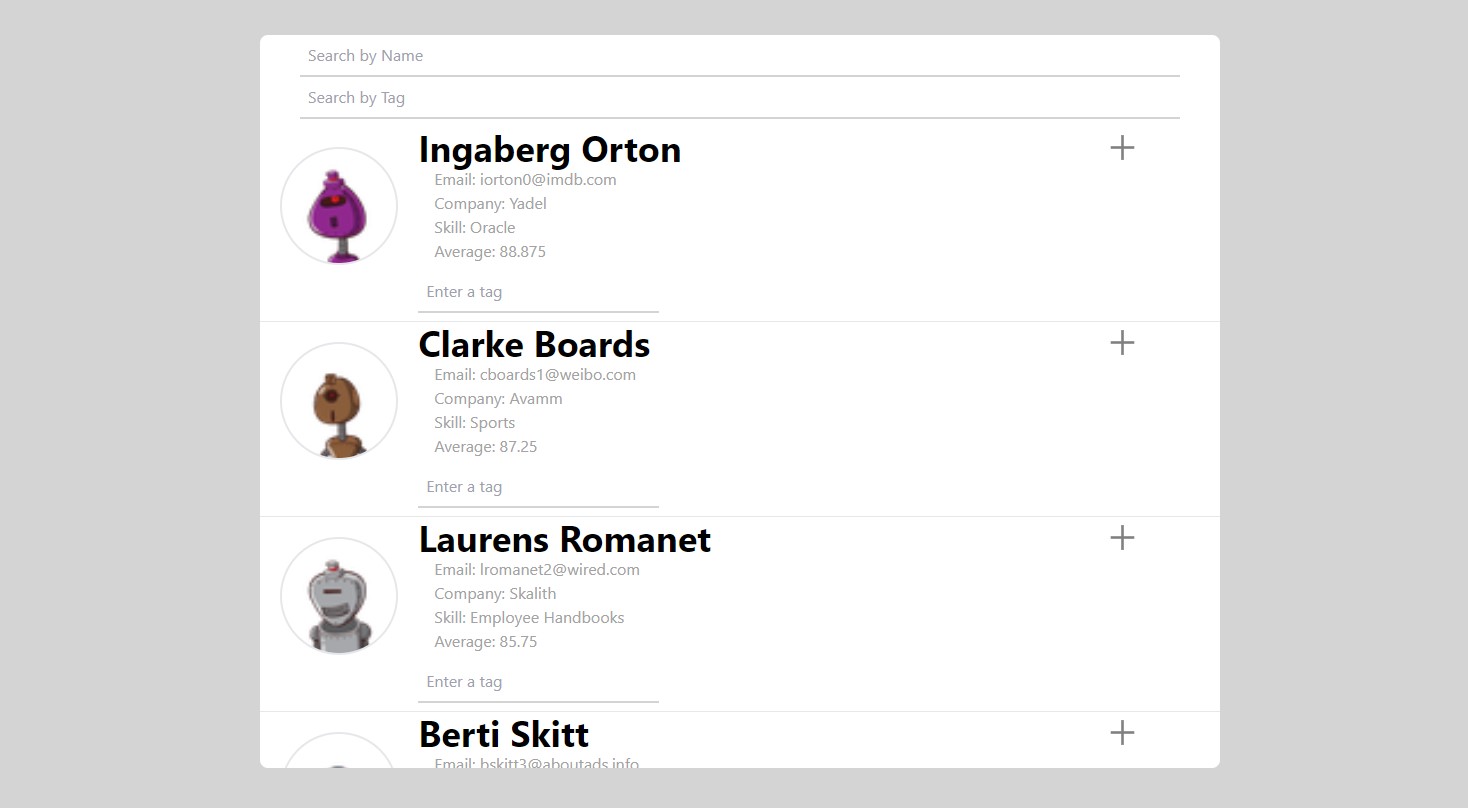 Search by Name
Search by Tag
Ingaberg Orton
Email: iorton0@imdb.com
Company: Yadel
Skill: Oracle
Average: 88.875
Enter a tag
Clarke Boards
Email: cboards1@weibo.com
Company: Avamm
Skill: Sports
Average: 87.25
Enter a tag
Laurens Romanet
Email: lromanet2@wired.com
Company: Skalith
Skill: Employee Handbooks
Average: 85.75
Enter a tag
Berti Skitt
Email: bskitt3@aboutads.info